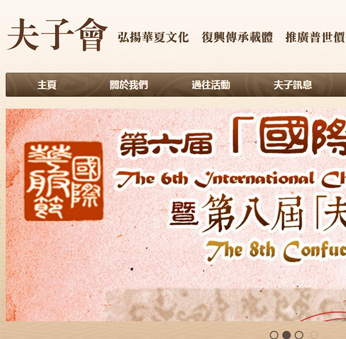 夫子會 弘揚華夏文化 復興傳承載體 推廣普世價
主頁 關於我們 過往活動 夫子訊息
國際華服節
第六届「國際
The 6th International Ch
暨第八屆「夫
The 8th Confuc